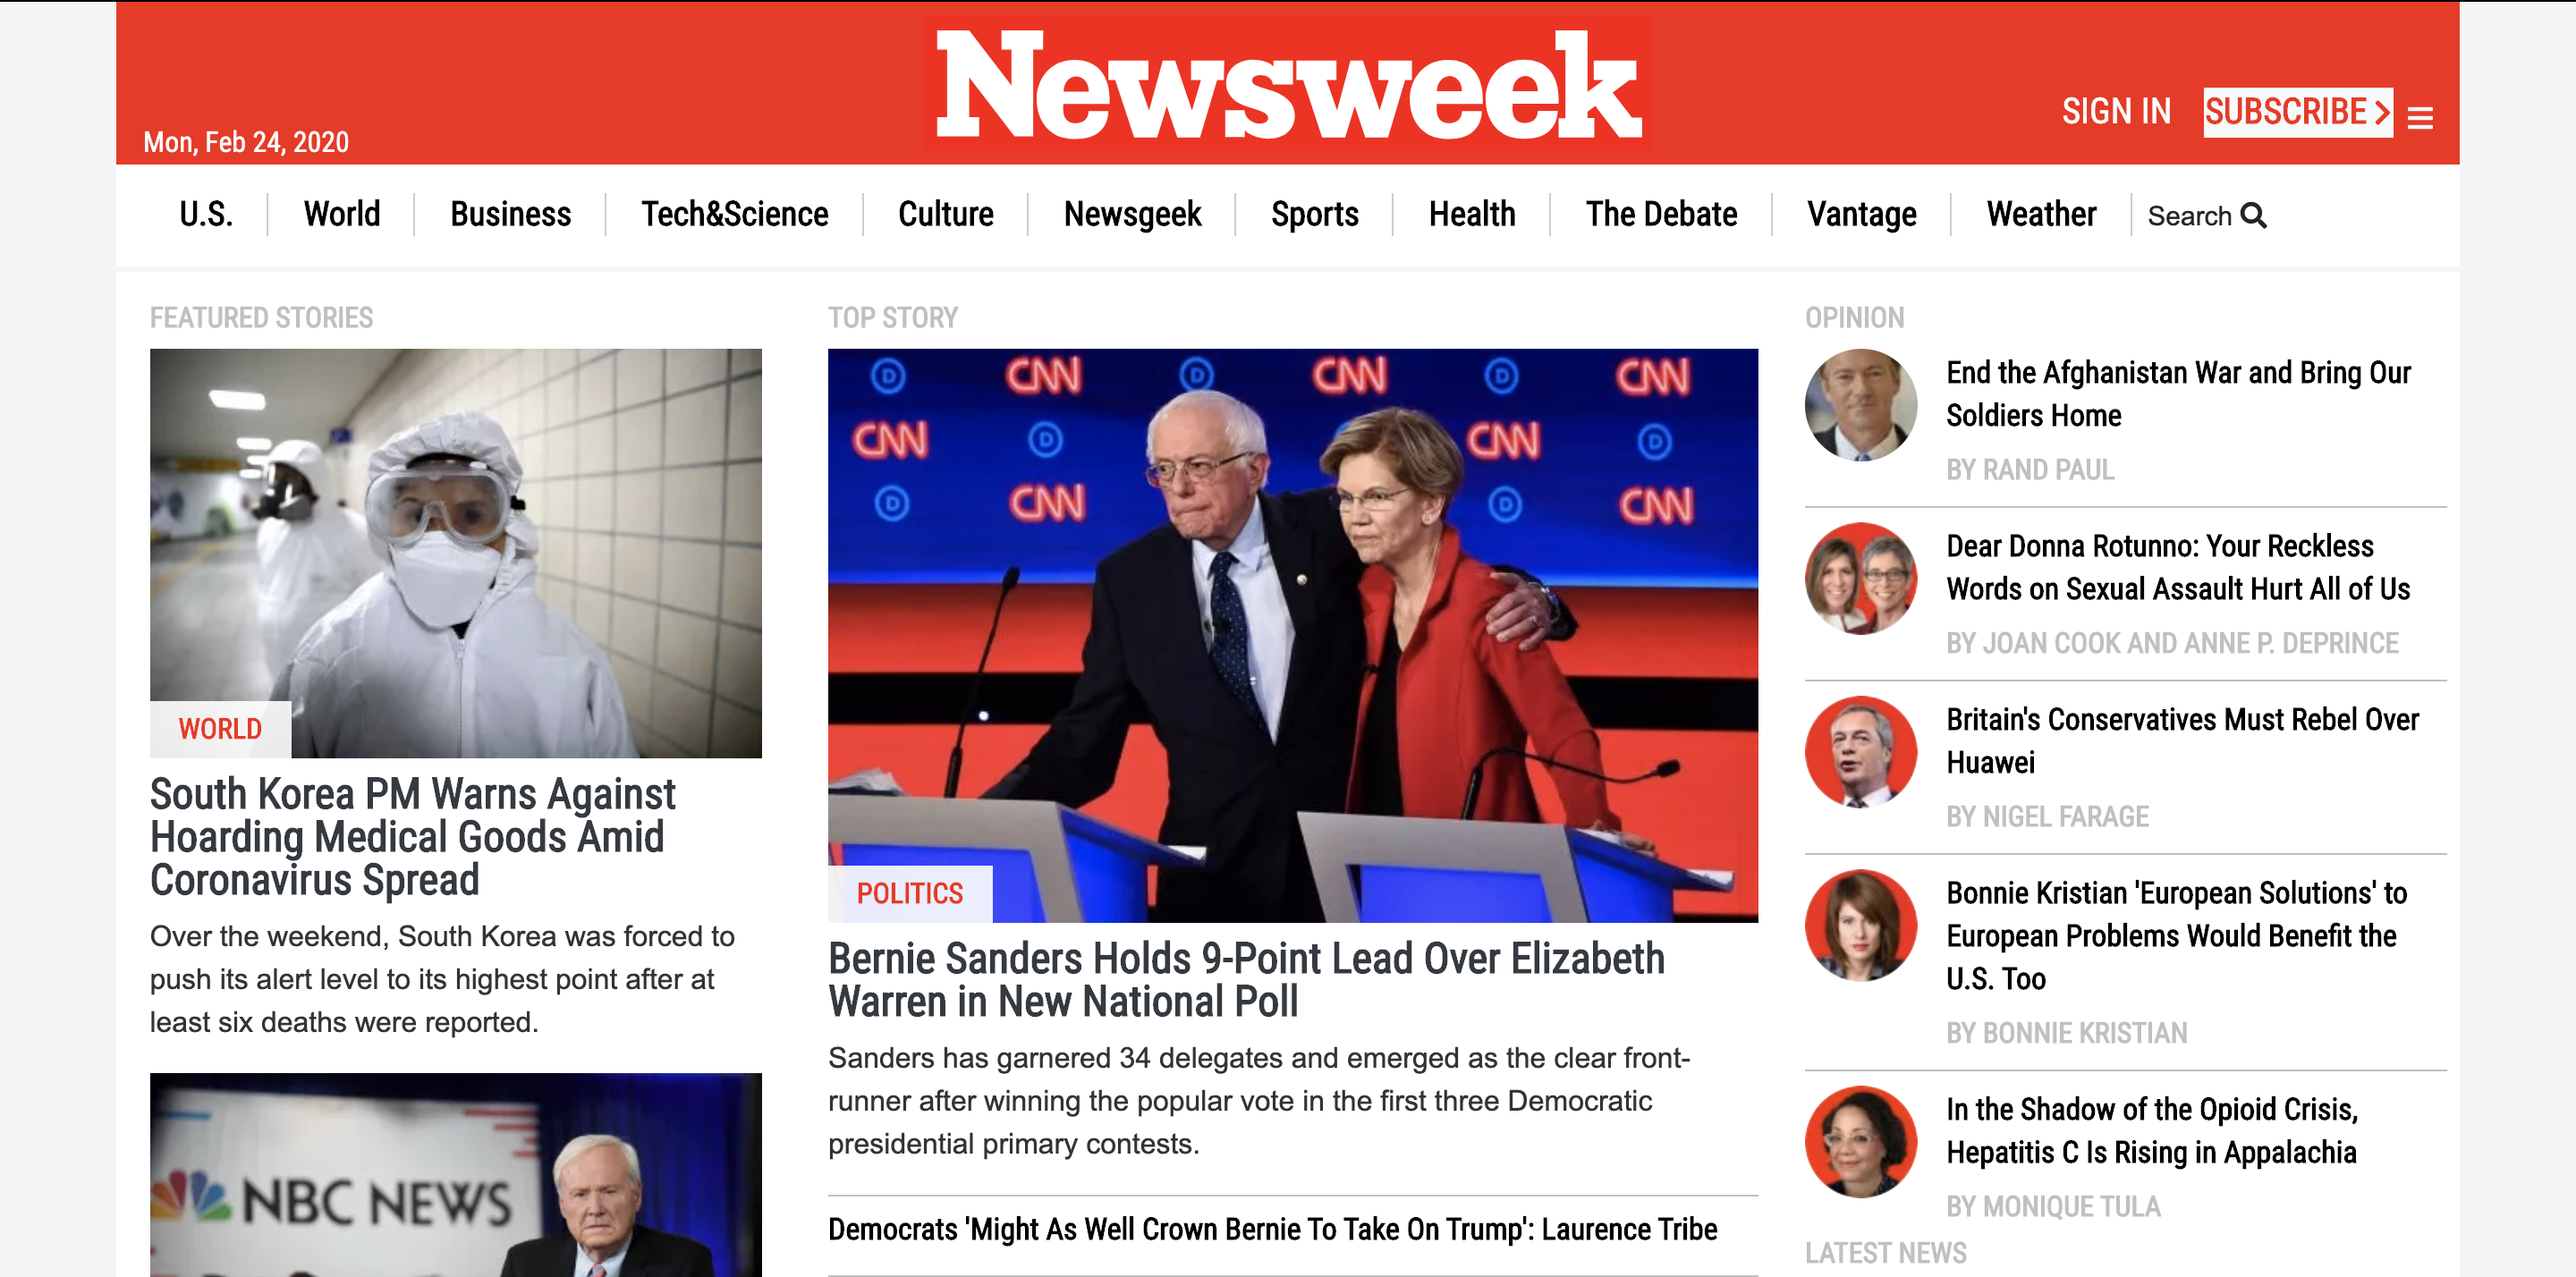 Newsweek
Mon, Feb 24, 2020
SIGN IN
SUBSCRIBE
U.S.
World
Business
Tech&Science
Culture
Newsgeek
Sports
Health
The Debate
Vantage
Weather
Search
FEATURED STORIES
WORLD
South Korea PM Warns Against
Hoarding Medical Goods Amid
Coronavirus Spread
Over the weekend, South Korea was forced to
push its alert level to its highest point after at
least six deaths were reported.
NBC NEWS
TOP STORY
D CNN D CNN D CNN
CNN D CNN D
D CNN D CNN
POLITICS
Bernie Sanders Holds 9-Point Lead Over Elizabeth
Warren in New National Poll
Sanders has garnered 34 delegates and emerged as the clear front-
runner after winning the popular vote in the first three Democratic
presidential primary contests.
Democrats 'Might As Well Crown Bernie To Take On Trump': Laurence Tribe
OPINION
End the Afghanistan War and Bring Our
Soldiers Home
BY RAND PAUL
Dear Donna Rotunno: Your Reckless
Words on Sexual Assault Hurt All of Us
BY JOAN COOK AND ANNE P. DEPRINCE
Britain's Conservatives Must Rebel Over
Huawei
BY NIGEL FARAGE
Bonnie Kristian 'European Solutions' to
European Problems Would Benefit the
U.S. Too
BY BONNIE KRISTIAN
In the Shadow of the Opioid Crisis,
Hepatitis C Is Rising in Appalachia
BY MONIQUE TULA
LATEST NEWS